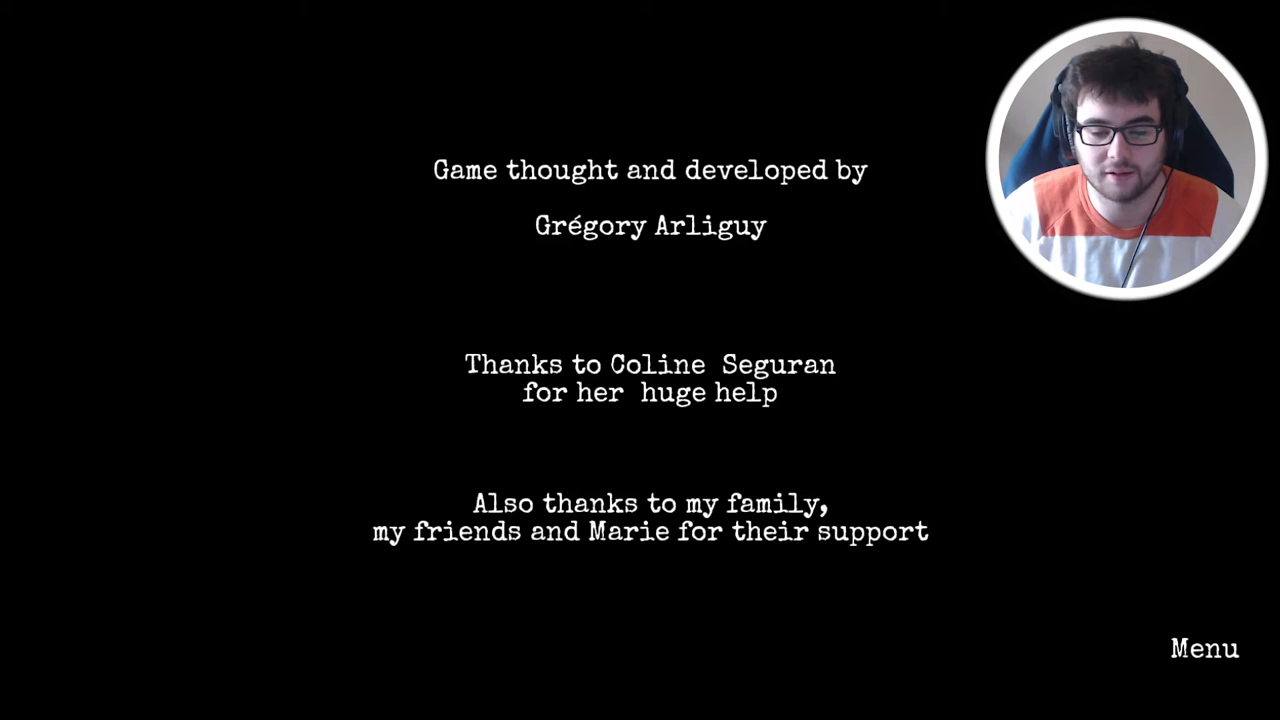 Game thought and developed by
Grégory Arliguy
Thanks to Coline Seguran
for her huge help
Also thanks to my family,
my friends and Marie for their support
Menu